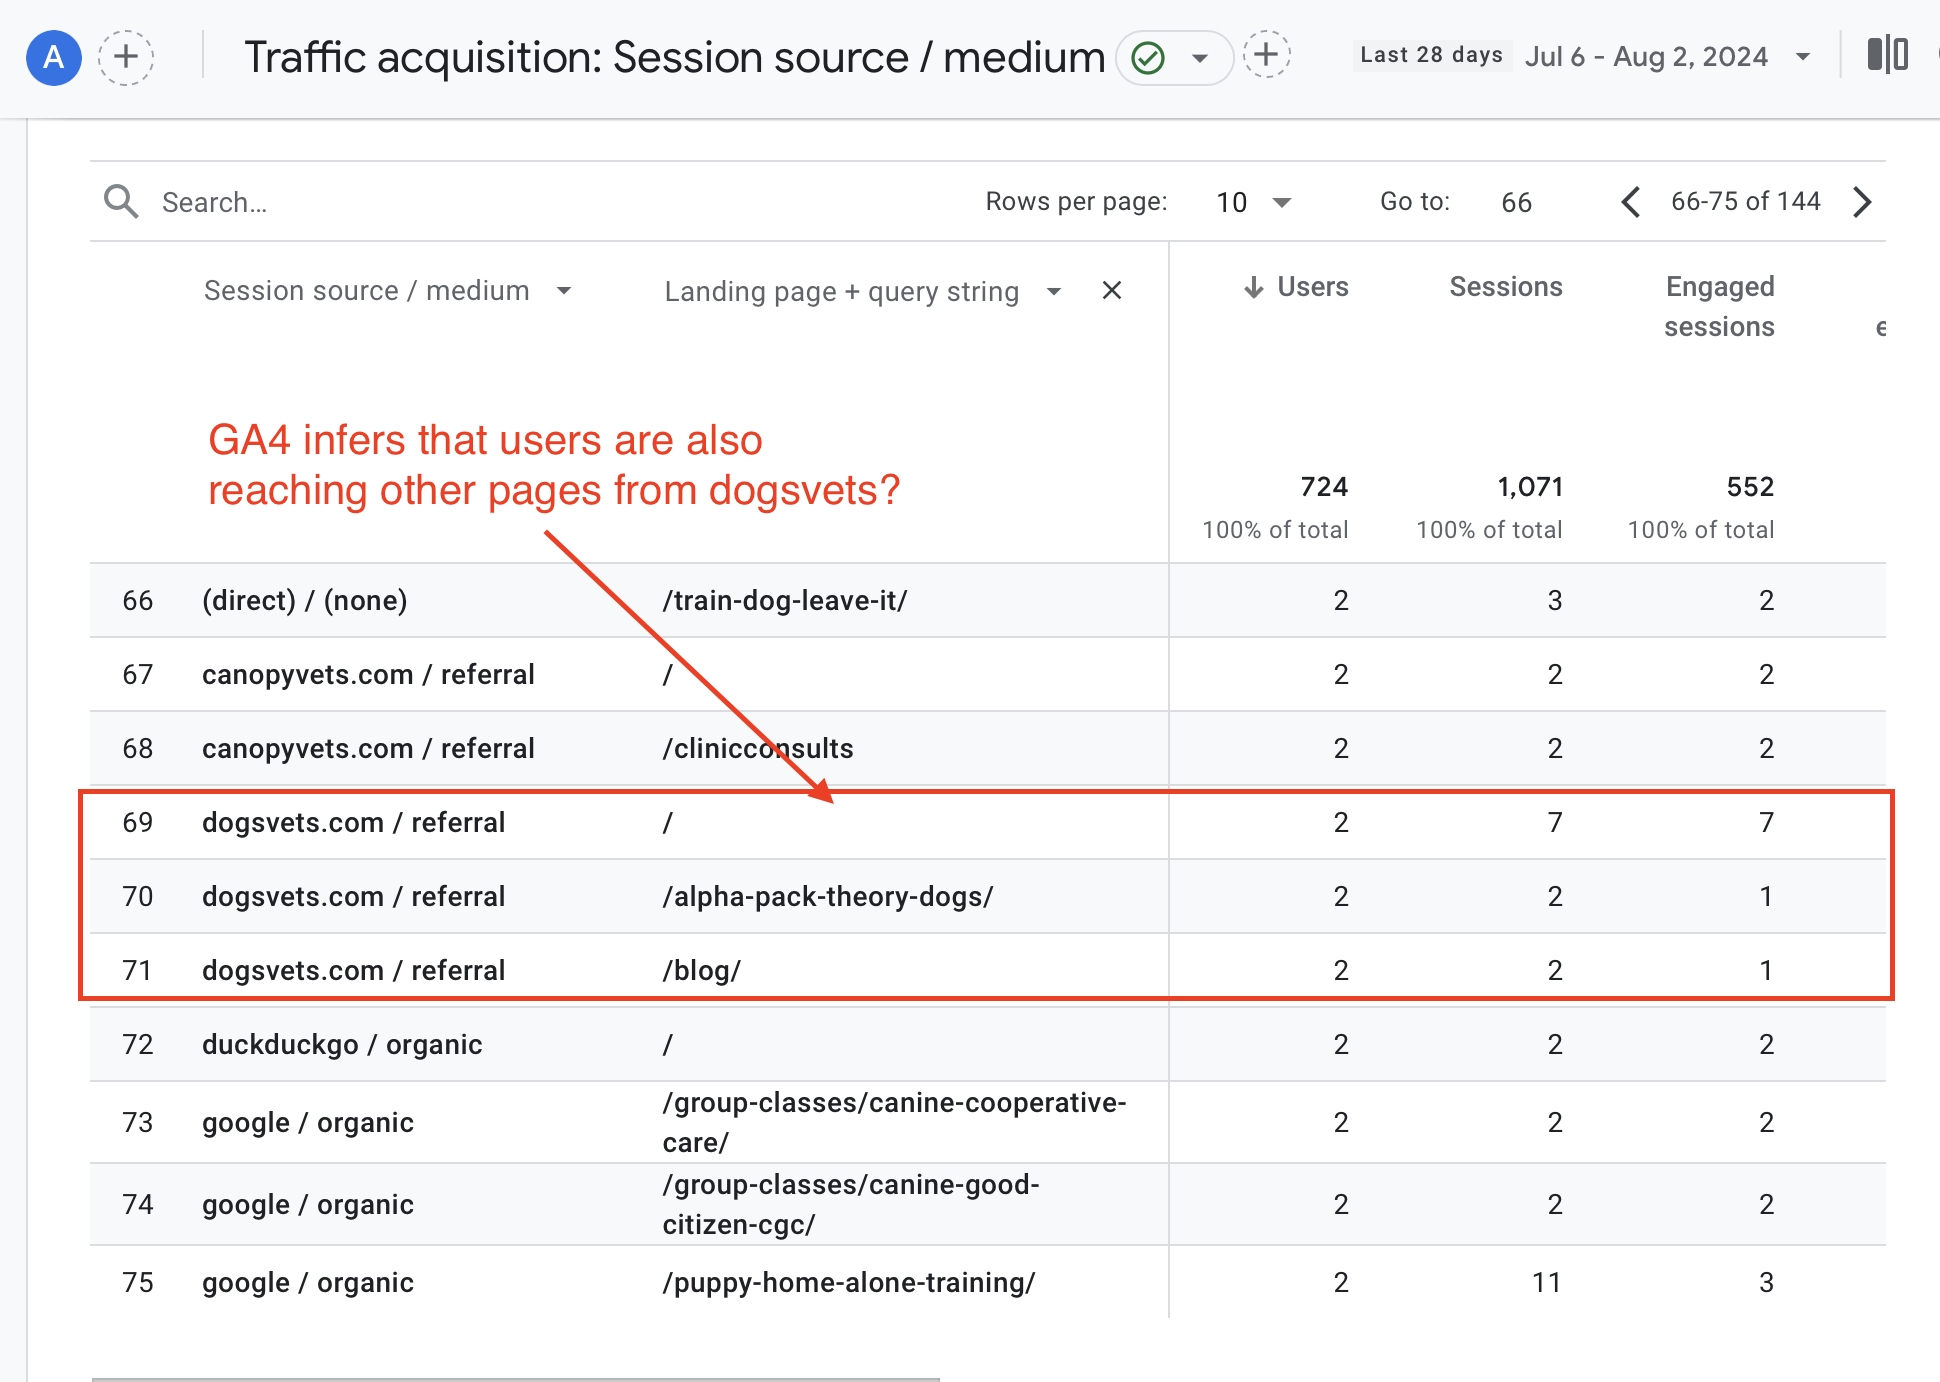 A
Traffic acquisition: Session source / medium
Last 28 days Jul 6 - Aug 2, 2024
Search...
Rows per page: 10 Go to: 66 66-75 of 144
Session source / medium Landing page + query string Users Sessions Engaged sessions
GA4 infers that users are also
reaching other pages from dogsvets?
724 1,071 552
100% of total 100% of total 100% of total
66 (direct) / (none) /train-dog-leave-it/ 2 3 2
67 canopyvets.com / referral / 2 2 2
68 canopyvets.com / referral /clinicconsults 2 2 2
69 dogsvets.com / referral / 2 7 7
70 dogsvets.com / referral /alpha-pack-theory-dogs/ 2 2 1
71 dogsvets.com / referral /blog/ 2 2 1
72 duckduckgo / organic / 2 2 2
73 google / organic /group-classes/canine-cooperative-care/ 2 2 2
74 google / organic /group-classes/canine-good-citizen-cgc/ 2 2 2
75 google / organic /puppy-home-alone-training/ 2 11 3